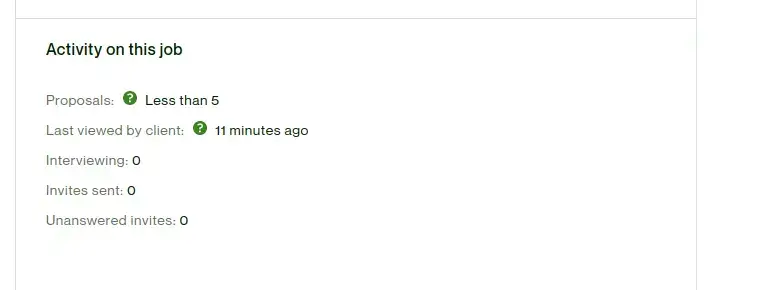 Activity on this job
Proposals: ? Less than 5
Last viewed by client: ? 11 minutes ago
Interviewing: 0
Invites sent: 0
Unanswered invites: 0